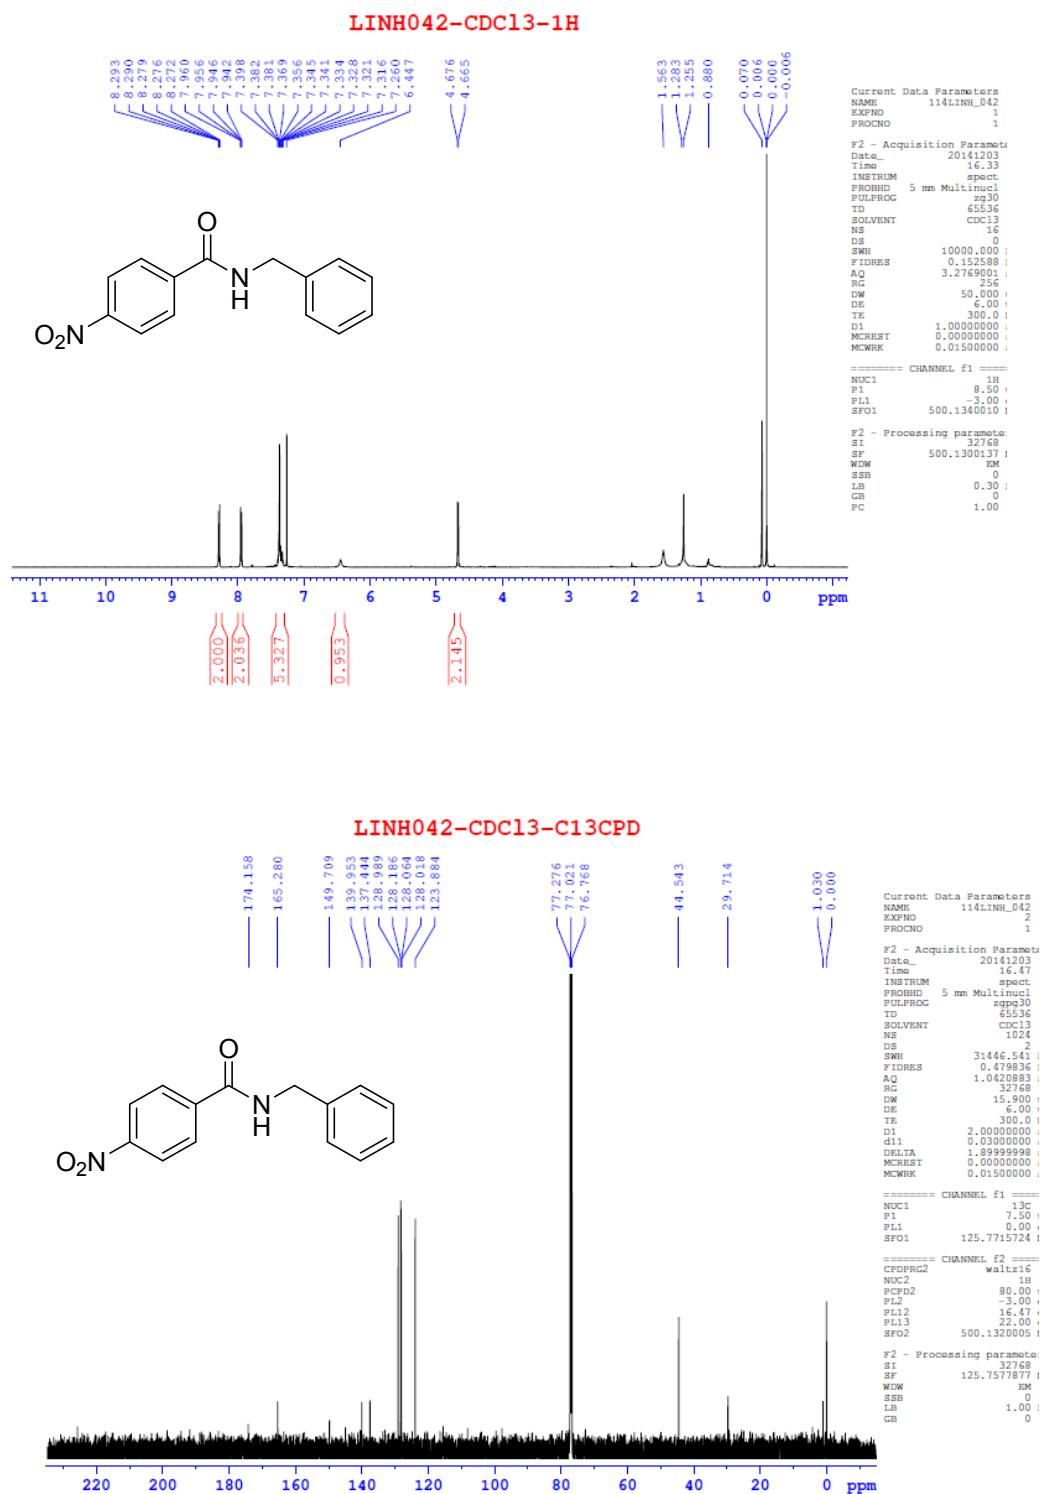 LINH042-CDCl3-1H
8.293
8.290
8.279
8.276
8.272
7.960
7.956
7.946
7.942
7.398
7.382
7.381
7.369
7.356
7.345
7.341
7.334
7.328
7.321
7.316
7.260
6.447
4.676
4.665
1.563
1.283
1.255
0.880
0.070
0.006
0.000
-0.006
Current Data Parameters
NAME 114LINH_042
EXPNO 1
PROCNO 1
F2 - Acquisition Paramete
Date_ 20141203
Time 16.33
INSTRUM spect
PROBHD 5 mm Multinucl
PULPROG zg30
TD 65536
SOLVENT CDCl3
NS 16
DS 0
SWH 10000.000
FIDRES 0.152588
AQ 3.2769001
RG 256
DW 50.000
DE 6.00
TE 300.0
D1 1.00000000
MCREST 0.00000000
MCWRK 0.01500000
======== CHANNEL f1 =====
NUC1 1H
P1 8.50
PL1 -3.00
SFO1 500.1340010
F2 - Processing paramete
SI 32768
SF 500.1300137
WDW EM
SSB 0
LB 0.30
GB 0
PC 1.00
O
N
H
O2N
11 10 9 8 7 6 5 4 3 2 1 0 ppm
2.000
2.036
5.327
0.953
2.145
LINH042-CDCl3-C13CPD
174.158
165.280
149.709
139.953
137.444
128.989
128.186
128.064
128.018
123.884
77.276
77.021
76.768
44.543
29.714
1.030
0.000
Current Data Parameters
NAME 114LINH_042
EXPNO 2
PROCNO 1
F2 - Acquisition Paramete
Date_ 20141203
Time 16.47
INSTRUM spect
PROBHD 5 mm Multinucl
PULPROG zgpg30
TD 65536
SOLVENT CDCl3
NS 1024
DS 2
SWH 31446.541
FIDRES 0.479836
AQ 1.0420883
RG 32768
DW 15.900
DE 6.00
TE 300.0
D1 2.00000000
d11 0.03000000
DELTA 1.89999998
MCREST 0.00000000
MCWRK 0.01500000
======== CHANNEL f1 =====
NUC1 13C
P1 7.50
PL1 0.00
SFO1 125.7715724
======== CHANNEL f2 =====
CPDPRG2 waltz16
NUC2 1H
PCPD2 80.00
PL2 -3.00
PL12 16.47
PL13 22.00
SFO2 500.1320005
F2 - Processing paramete
SI 32768
SF 125.7577877
WDW EM
SSB 0
LB 1.00
GB 0
O
N
H
O2N
220 200 180 160 140 120 100 80 60 40 20 0 ppm